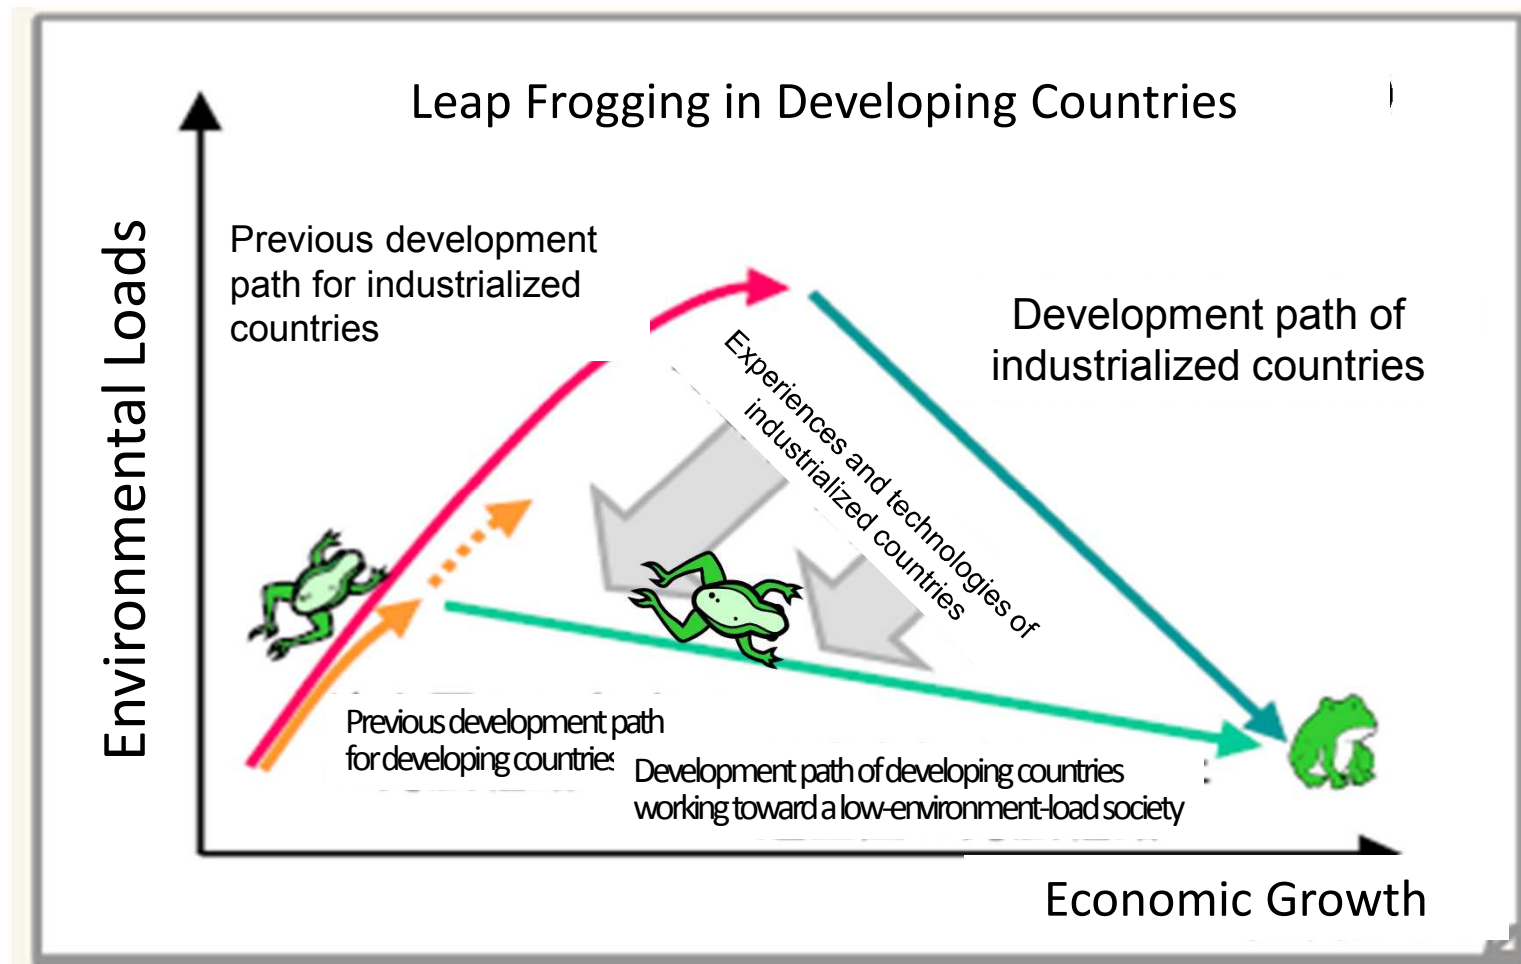 Leap Frogging in Developing Countries
Environmental Loads
Previous development
path for industrialized
countries
Development path of
industrialized countries
Experiences and technologies of
industrialized countries
Previous development path
for developing countries
Development path of developing countries
working toward a low-environment-load society
Economic Growth